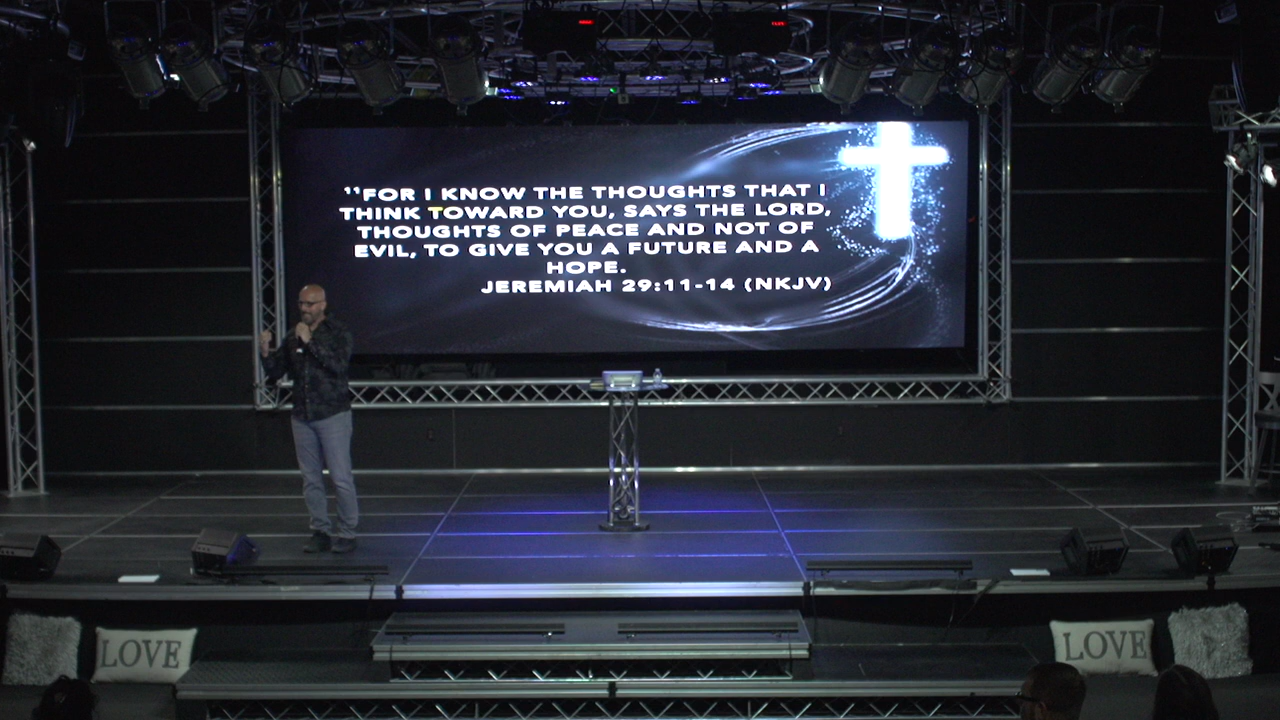 ¹¹FOR I KNOW THE THOUGHTS THAT I
THINK TOWARD YOU, SAYS THE LORD,
THOUGHTS OF PEACE AND NOT OF
EVIL, TO GIVE YOU A FUTURE AND A
HOPE.
JEREMIAH 29:11-14 (NKJV)
LOVE
LOVE